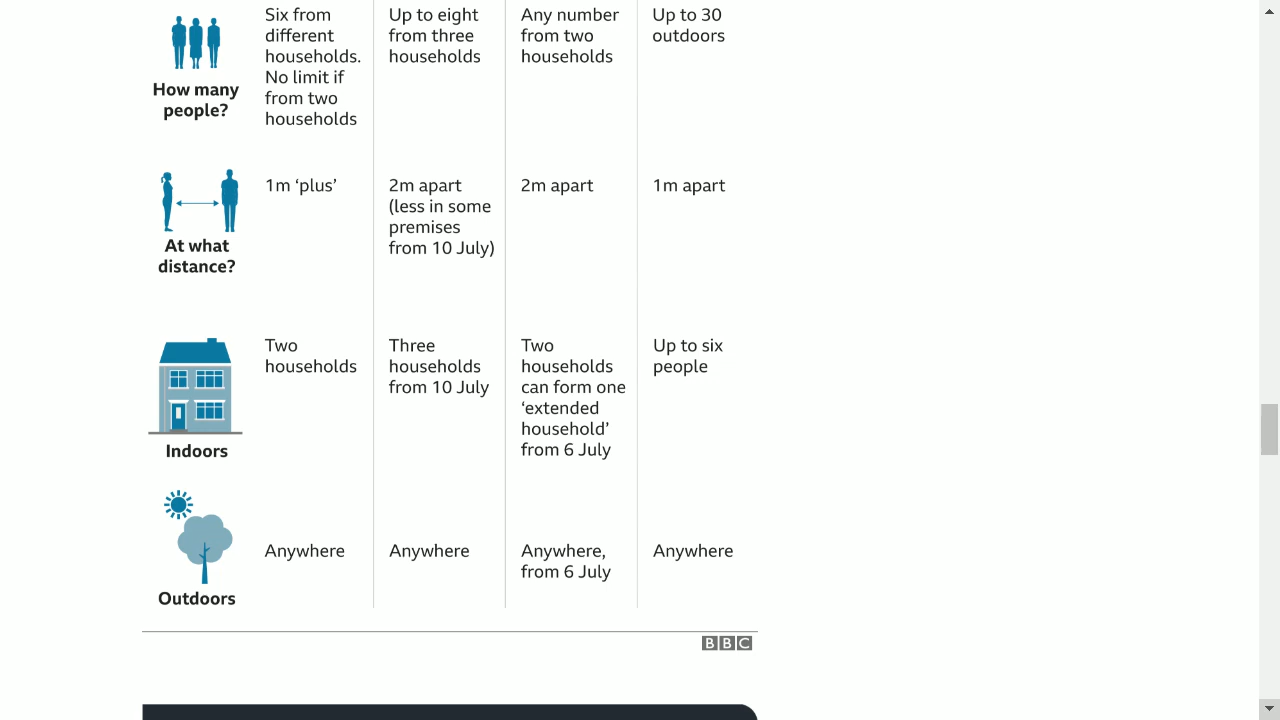 How many
people?
Six from
different
households.
No limit if
from two
households
Up to eight
from three
households
Any number
from two
households
Up to 30
outdoors
At what
distance?
1m ‘plus’
2m apart
(less in some
premises
from 10 July)
2m apart
1m apart
Indoors
Two
households
Three
households
from 10 July
Two
households
can form one
‘extended
household’
from 6 July
Up to six
people
Outdoors
Anywhere
Anywhere
Anywhere,
from 6 July
Anywhere
BBC